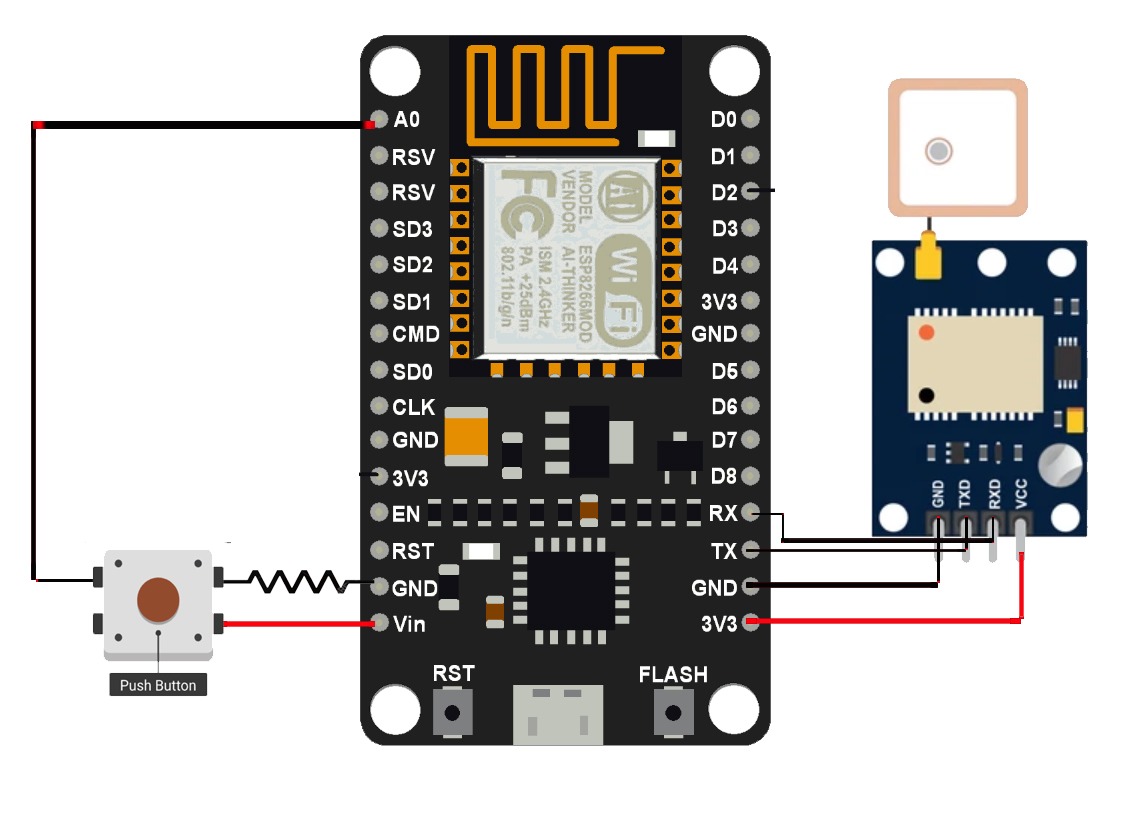 A0
RSV
RSV
SD3
SD2
SD1
CMD
SD0
CLK
GND
3V3
EN
RST
GND
Vin
D0
D1
D2
D3
D4
3V3
GND
D5
D6
D7
D8
RX
TX
GND
3V3
FC
MODEL
VENDOR
ESP8266MOD
AI-THINKER
ISM 2.4GHz
PA +25dBm
802.11b/g/n
AI
WiFi
RST
FLASH
Push Button
GND
TXD
RXD
VCC